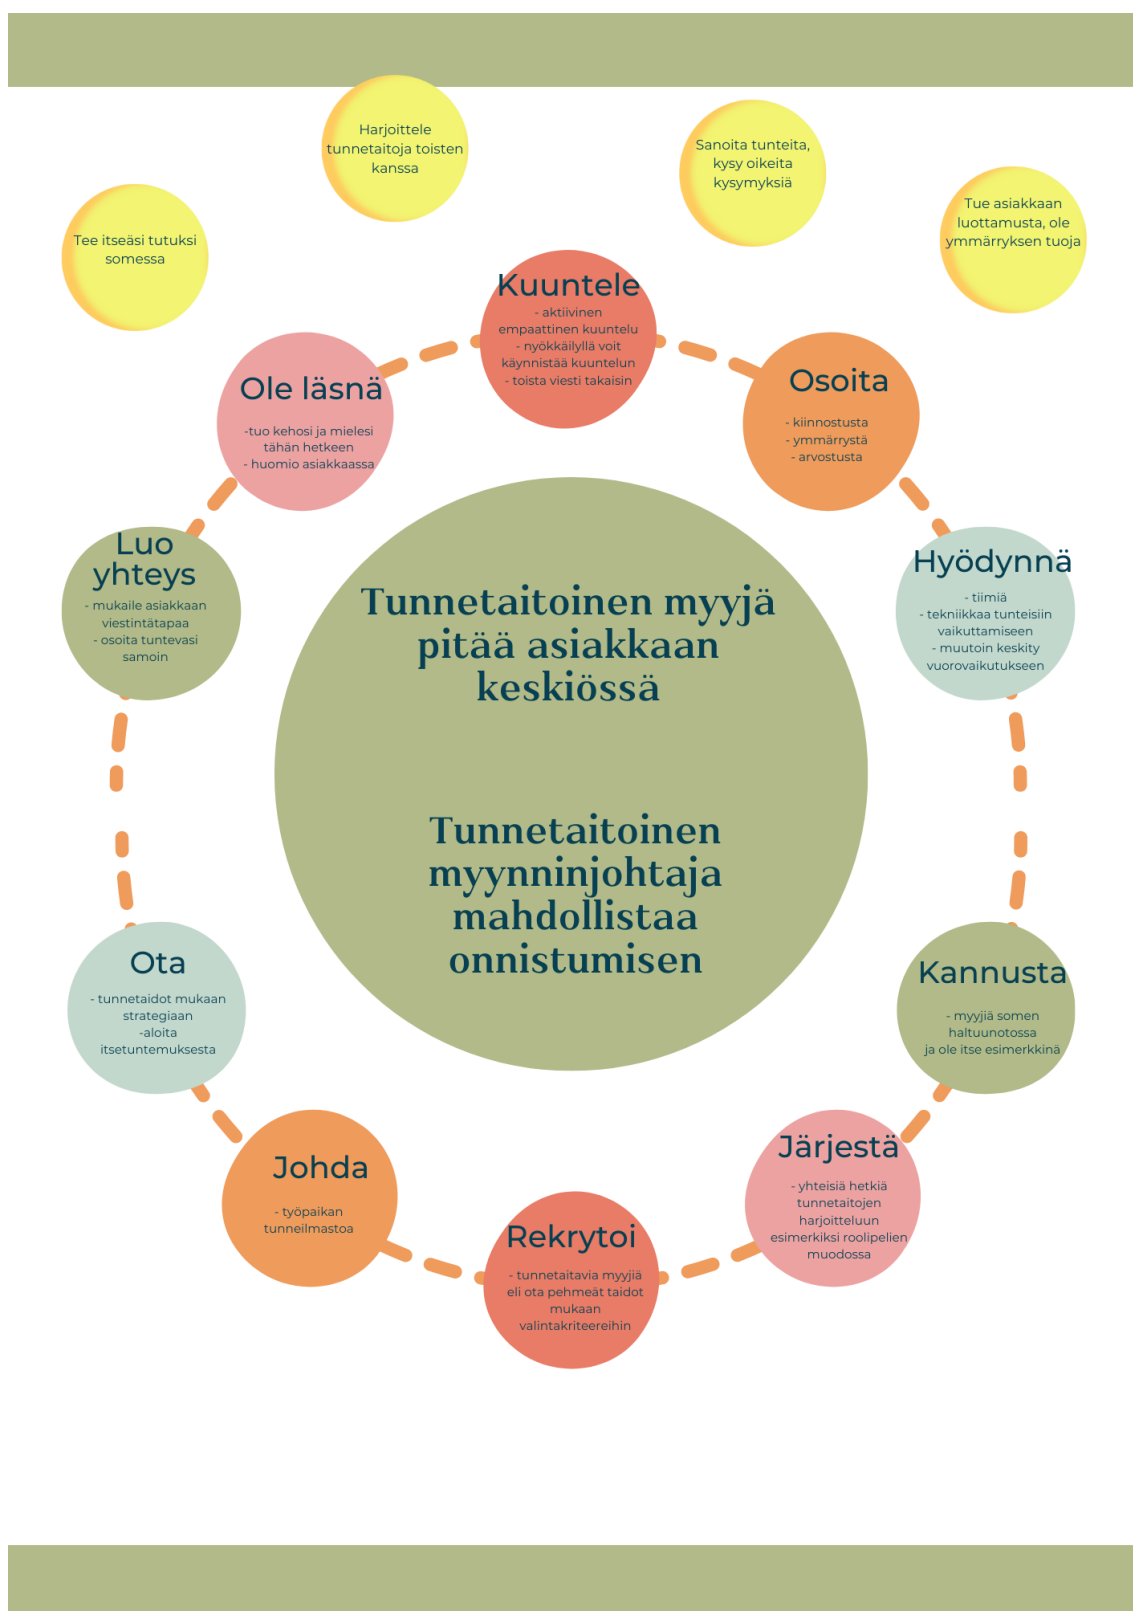 Harjoittele
tunnetaitoja toisten
kanssa
Sanoita tunteita,
kysy oikeita
kysymyksiä
Tue asiakkaan
luottamusta, ole
ymmärryksen tuoja
Tee itseäsi tutuksi
somessa
Kuuntele
- aktiivinen
empaattinen kuuntelu
- nyökkäilyllä voit
käynnistää kuuntelun
- toista viesti takaisin
Ole läsnä
-tuo kehosi ja mielesi
tähän hetkeen
- huomio asiakkaassa
Osoita
- kiinnostusta
- ymmärrystä
- arvostusta
Luo
yhteys
- mukaile asiakkaan
viestintätapaa
- osoita tuntevasi
samoin
Hyödynnä
- tiimiä
- tekniikkaa tunteisiin
vaikuttamiseen
- muutoin keskity
vuorovaikutukseen
Tunnetaitoinen myyjä
pitää asiakkaan
keskiössä
Tunnetaitoinen
myynninjohtaja
mahdollistaa
onnistumisen
Ota
- tunnetaidot mukaan
strategiaan
-aloita
itsetuntemuksesta
Kannusta
- myyjiä somen
haltuunotossa
ja ole itse esimerkkinä
Johda
- työpaikan
tunneilmastoa
Järjestä
- yhteisiä hetkiä
tunnetaitojen
harjoitteluun
esimerkiksi roolipelien
muodossa
Rekrytoi
- tunnetaitavia myyjiä
eli ota pehmeät taidot
mukaan
valintakriteereihin